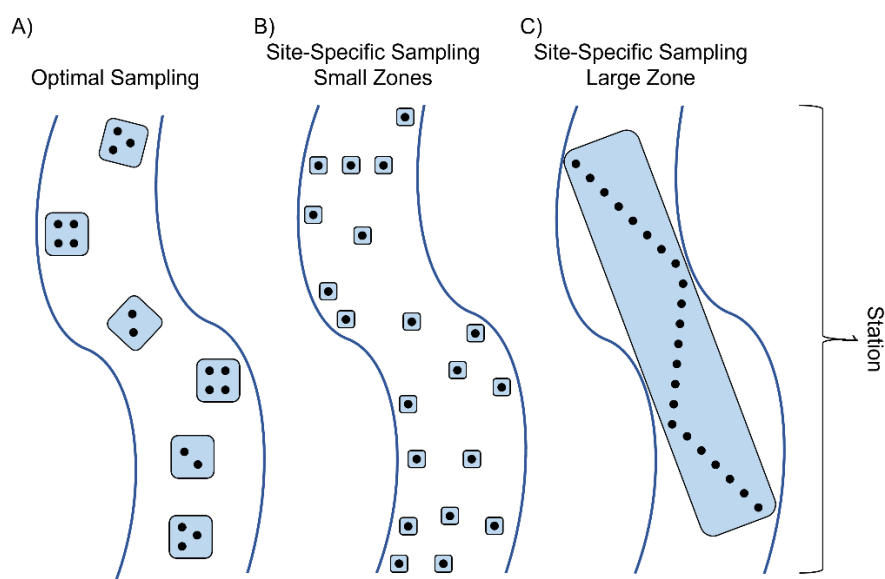 A)
Optimal Sampling
B)
Site-Specific Sampling
Small Zones
C)
Site-Specific Sampling
Large Zone
Station